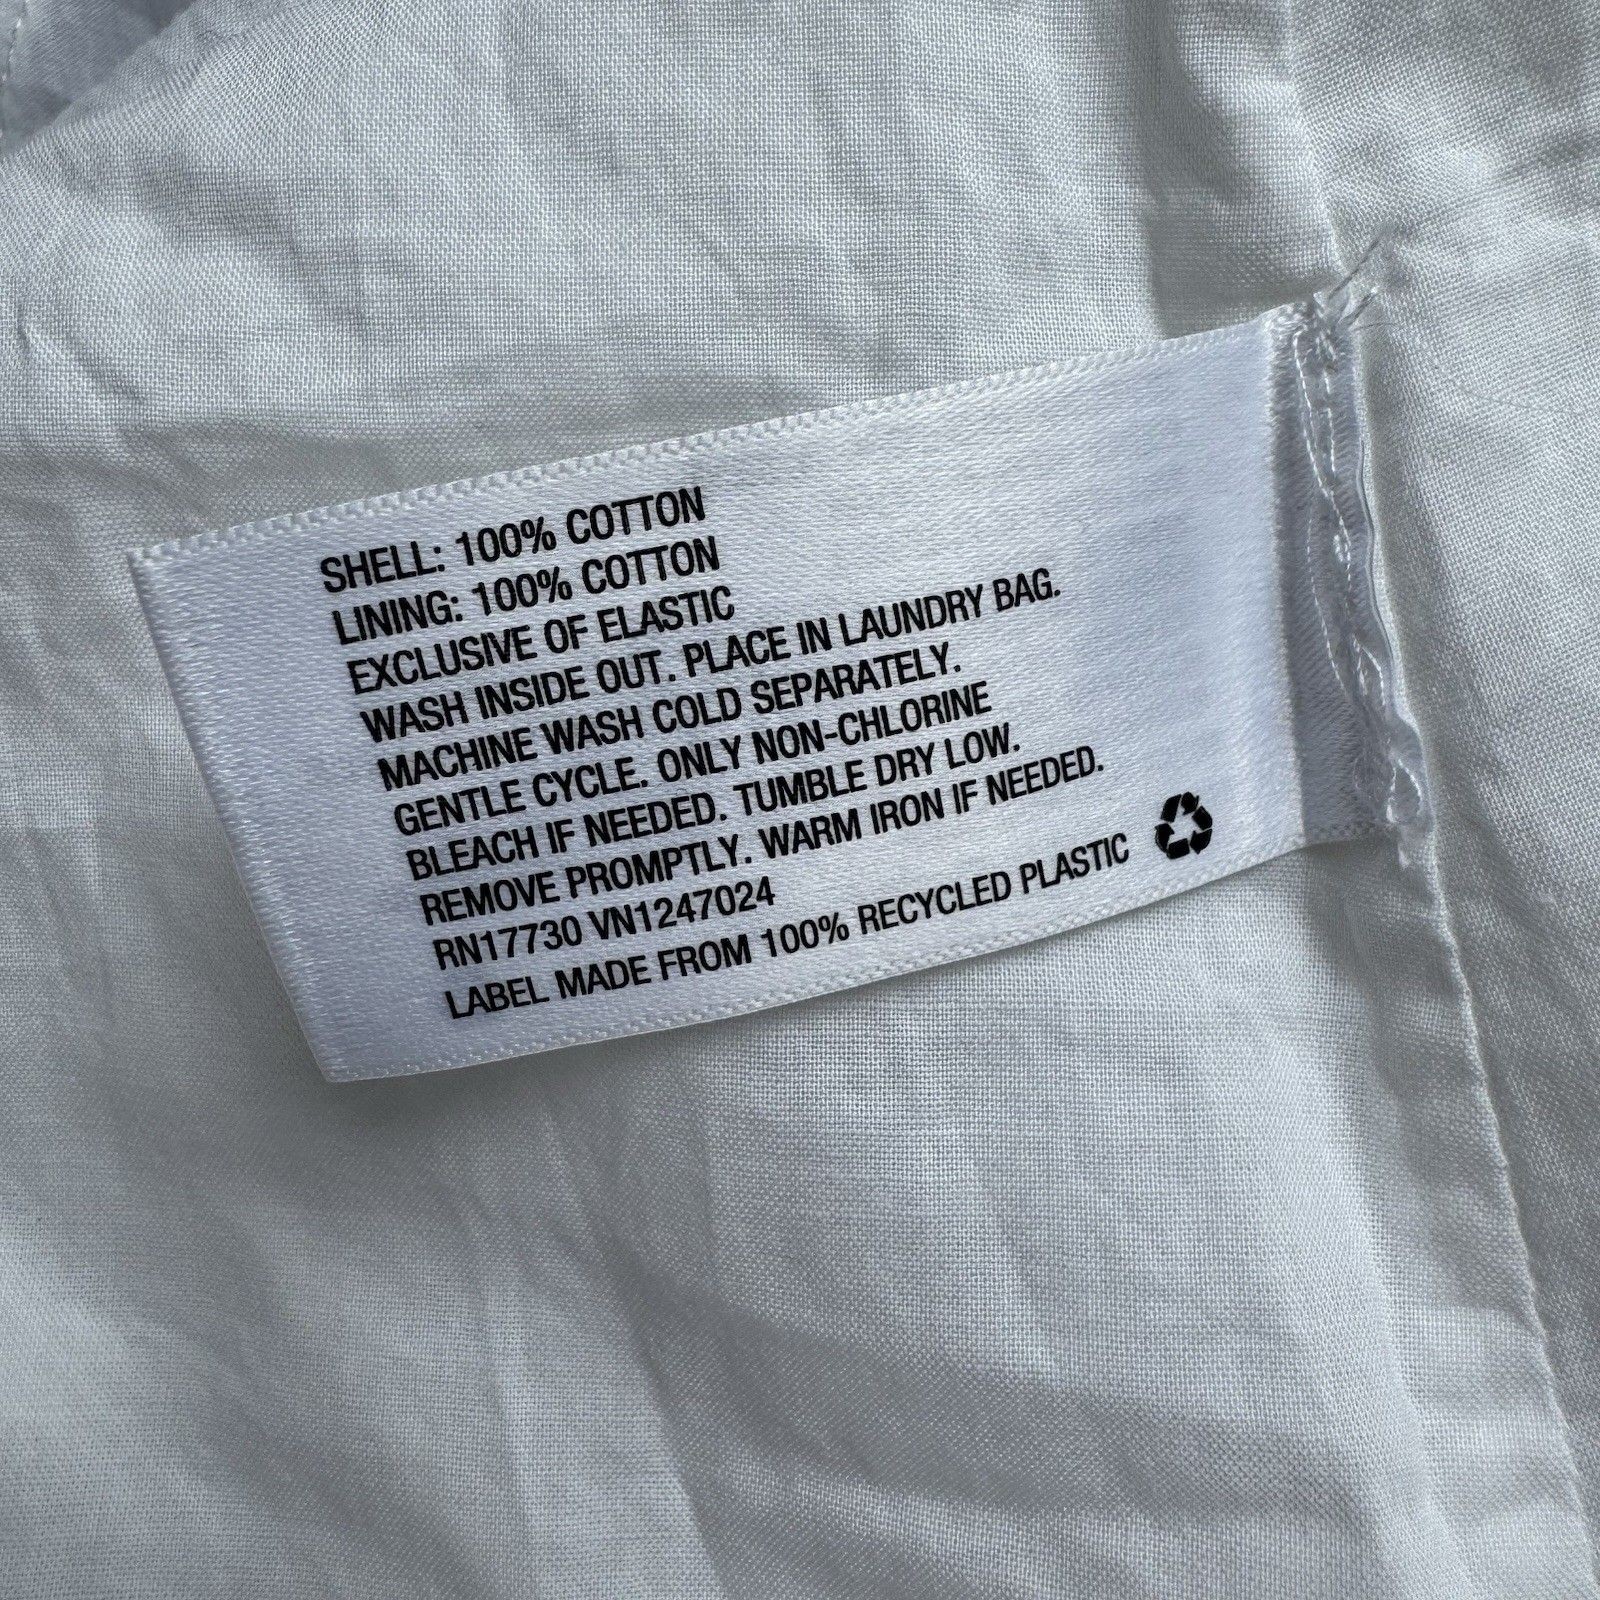 SHELL: 100% COTTON
LINING: 100% COTTON
EXCLUSIVE OF ELASTIC
WASH INSIDE OUT. PLACE IN LAUNDRY BAG.
MACHINE WASH COLD SEPARATELY.
GENTLE CYCLE. ONLY NON-CHLORINE
BLEACH IF NEEDED. TUMBLE DRY LOW.
REMOVE PROMPTLY. WARM IRON IF NEEDED.
RN17730 VN1247024
LABEL MADE FROM 100% RECYCLED PLASTIC